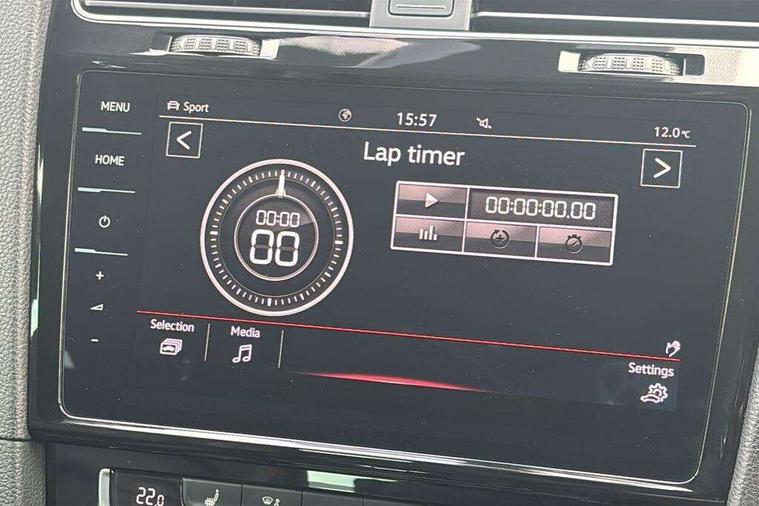 MENU
HOME
Sport
15:57
12.0°C
<
Lap timer
>
00:00
00
00:00:00.00
+
-
Selection
Media
Settings
22.0